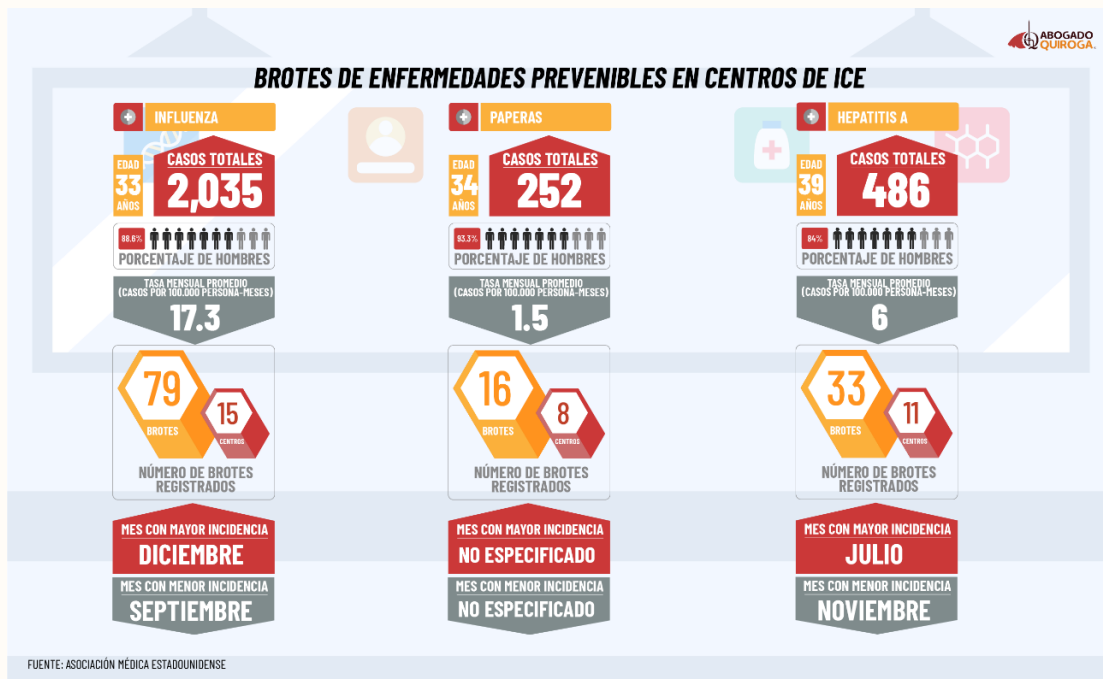 ABOGADO
QUIROGA
BROTES DE ENFERMEDADES PREVENIBLES EN CENTROS DE ICE
INFLUENZA
EDAD
33
AÑOS
CASOS TOTALES
2,035
88.6%
PORCENTAJE DE HOMBRES
TASA MENSUAL PROMEDIO
(CASOS POR 100.000 PERSONA-MESES)
17.3
79
BROTES
15
CENTROS
NÚMERO DE BROTES
REGISTRADOS
MES CON MAYOR INCIDENCIA
DICIEMBRE
MES CON MENOR INCIDENCIA
SEPTIEMBRE
PAPERAS
EDAD
34
AÑOS
CASOS TOTALES
252
93.3%
PORCENTAJE DE HOMBRES
TASA MENSUAL PROMEDIO
(CASOS POR 100.000 PERSONA-MESES)
1.5
16
BROTES
8
CENTROS
NÚMERO DE BROTES
REGISTRADOS
MES CON MAYOR INCIDENCIA
NO ESPECIFICADO
MES CON MENOR INCIDENCIA
NO ESPECIFICADO
HEPATITIS A
EDAD
39
AÑOS
CASOS TOTALES
486
84%
PORCENTAJE DE HOMBRES
TASA MENSUAL PROMEDIO
(CASOS POR 100.000 PERSONA-MESES)
6
33
BROTES
11
CENTROS
NÚMERO DE BROTES
REGISTRADOS
MES CON MAYOR INCIDENCIA
JULIO
MES CON MENOR INCIDENCIA
NOVIEMBRE
FUENTE: ASOCIACIÓN MÉDICA ESTADOUNIDENSE